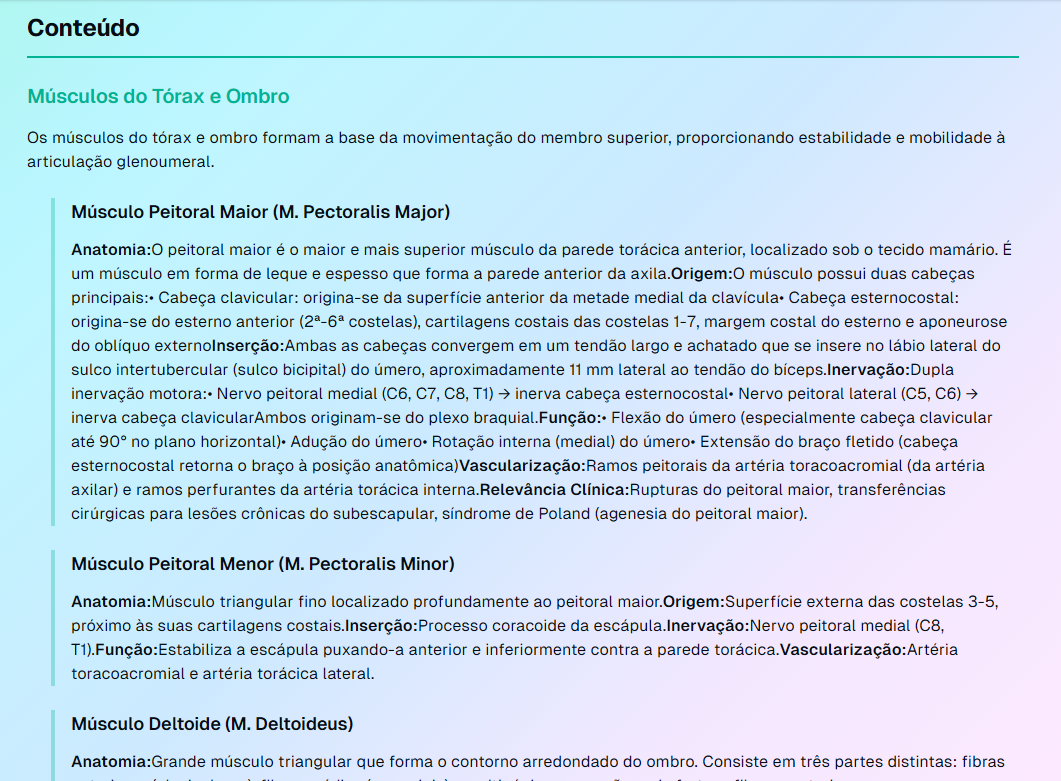 Conteúdo
Músculos do Tórax e Ombro
Os músculos do tórax e ombro formam a base da movimentação do membro superior, proporcionando estabilidade e mobilidade à
articulação glenoumeral.
Músculo Peitoral Maior (M. Pectoralis Major)
Anatomia:O peitoral maior é o maior e mais superior músculo da parede torácica anterior, localizado sob o tecido mamário. É
um músculo em forma de leque e espesso que forma a parede anterior da axila.Origem:O músculo possui duas cabeças
principais:• Cabeça clavicular: origina-se da superfície anterior da metade medial da clavícula• Cabeça esternocostal:
origina-se do esterno anterior (2ª-6ª costelas), cartilagens costais das costelas 1-7, margem costal do esterno e aponeurose
do oblíquo externoInserção:Ambas as cabeças convergem em um tendão largo e achatado que se insere no lábio lateral do
sulco intertubercular (sulco bicipital) do úmero, aproximadamente 11 mm lateral ao tendão do bíceps.Inervação:Dupla
inervação motora:• Nervo peitoral medial (C6, C7, C8, T1) → inerva cabeça esternocostal• Nervo peitoral lateral (C5, C6) →
inerva cabeça clavicularAmbos originam-se do plexo braquial.Função:• Flexão do úmero (especialmente cabeça clavicular
até 90° no plano horizontal)• Adução do úmero• Rotação interna (medial) do úmero• Extensão do braço fletido (cabeça
esternocostal retorna o braço à posição anatômica)Vascularização:Ramos peitorais da artéria toracoacromial (da artéria
axilar) e ramos perfurantes da artéria torácica interna.Relevância Clínica:Rupturas do peitoral maior, transferências
cirúrgicas para lesões crônicas do subescapular, síndrome de Poland (agenesia do peitoral maior).
Músculo Peitoral Menor (M. Pectoralis Minor)
Anatomia:Músculo triangular fino localizado profundamente ao peitoral maior.Origem:Superfície externa das costelas 3-5,
próximo às suas cartilagens costais.Inserção:Processo coracoide da escápula.Inervação:Nervo peitoral medial (C8,
T1).Função:Estabiliza a escápula puxando-a anterior e inferiormente contra a parede torácica.Vascularização:Artéria
toracoacromial e artéria torácica lateral.
Músculo Deltoide (M. Deltoideus)
Anatomia:Grande músculo triangular que forma o contorno arredondado do ombro. Consiste em três partes distintas: fibras